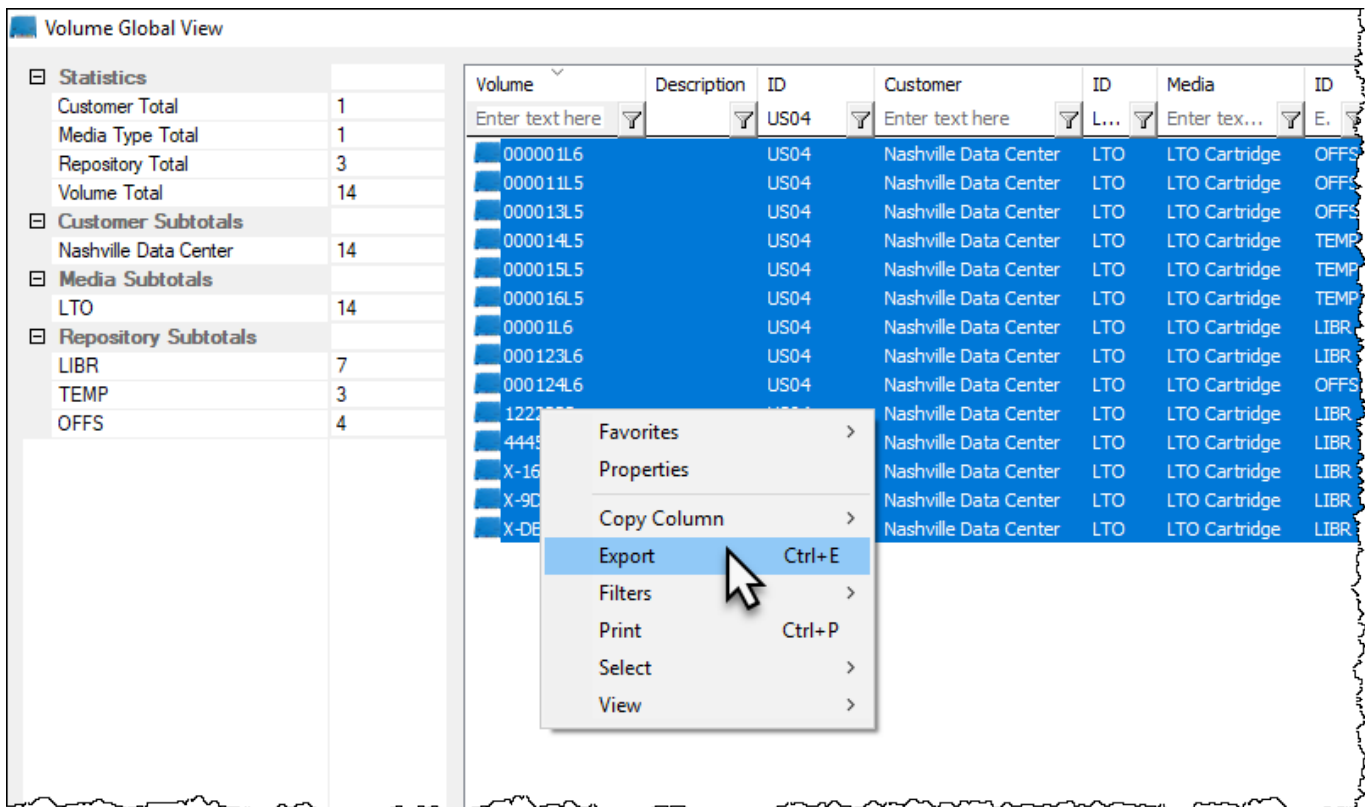 Volume Global View
Statistics
Customer Total 1
Media Type Total 1
Repository Total 3
Volume Total 14
Customer Subtotals
Nashville Data Center 14
Media Subtotals
LTO 14
Repository Subtotals
LIBR 7
TEMP 3
OFFS 4
Volume Description ID Customer ID Media ID
Enter text here US04 Enter text here L... Enter tex... E.
000001L6 US04 Nashville Data Center LTO LTO Cartridge OFFS
000011L5 US04 Nashville Data Center LTO LTO Cartridge OFFS
000013L5 US04 Nashville Data Center LTO LTO Cartridge OFFS
000014L5 US04 Nashville Data Center LTO LTO Cartridge TEMP
000015L5 US04 Nashville Data Center LTO LTO Cartridge TEMP
000016L5 US04 Nashville Data Center LTO LTO Cartridge TEMP
00001L6 US04 Nashville Data Center LTO LTO Cartridge LIBR
000123L6 US04 Nashville Data Center LTO LTO Cartridge LIBR
000124L6 US04 Nashville Data Center LTO LTO Cartridge OFFS
1222 Nashville Data Center LTO LTO Cartridge LIBR
4445 Nashville Data Center LTO LTO Cartridge LIBR
X-16 Nashville Data Center LTO LTO Cartridge LIBR
X-9D Nashville Data Center LTO LTO Cartridge LIBR
X-DE Nashville Data Center LTO LTO Cartridge LIBR
Favorites
Properties
Copy Column
Export Ctrl+E
Filters
Print Ctrl+P
Select
View